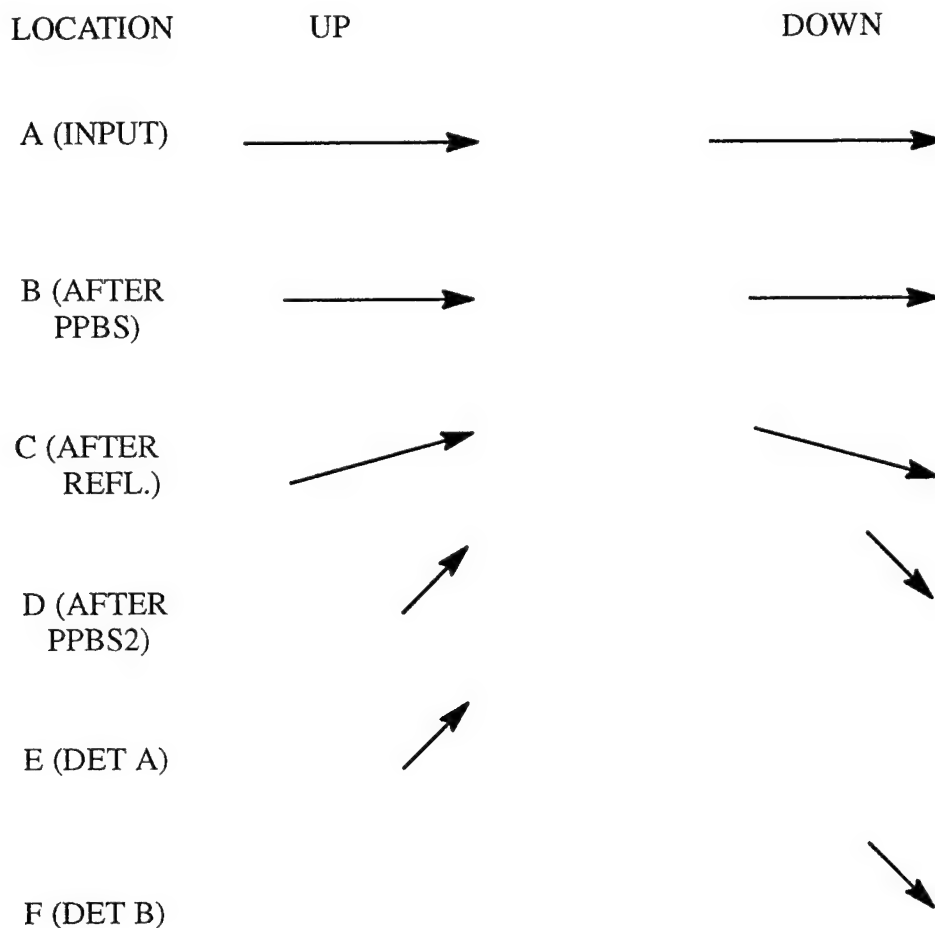 LOCATION UP DOWN
A (INPUT)
B (AFTER
PPBS)
C (AFTER
REFL.)
D (AFTER
PPBS2)
E (DET A)
F (DET B)